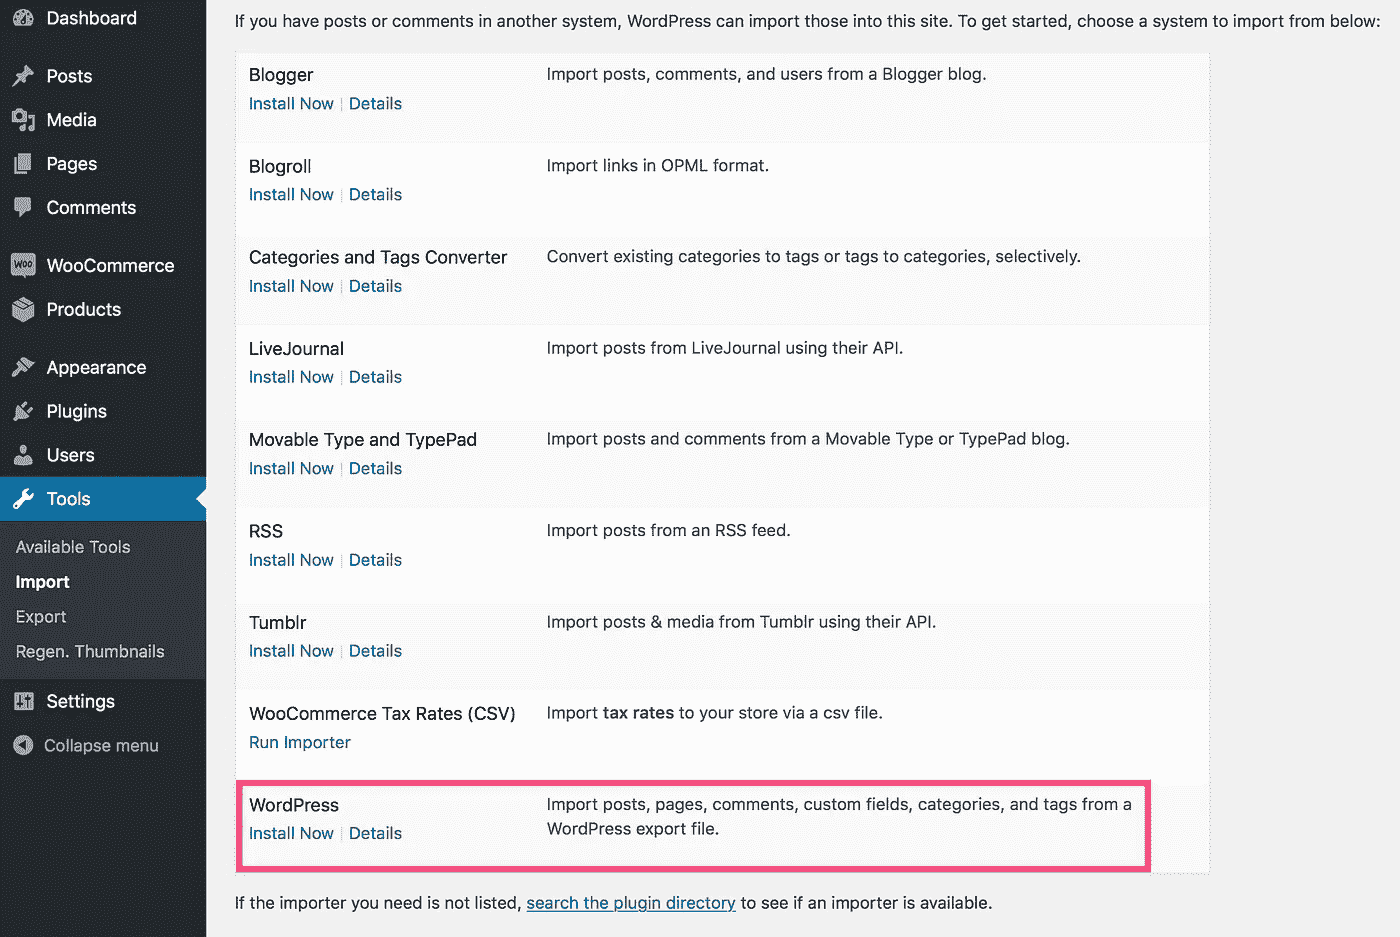 Dashboard
Posts
Media
Pages
Comments
WOO WooCommerce
Products
Appearance
Plugins
Users
Tools
Available Tools
Import
Export
Regen. Thumbnails
Settings
Collapse menu
If you have posts or comments in another system, WordPress can import those into this site. To get started, choose a system to import from below:
Blogger Import posts, comments, and users from a Blogger blog.
Install Now | Details
Blogroll Import links in OPML format.
Install Now | Details
Categories and Tags Converter Convert existing categories to tags or tags to categories, selectively.
Install Now | Details
LiveJournal Import posts from LiveJournal using their API.
Install Now | Details
Movable Type and TypePad Import posts and comments from a Movable Type or TypePad blog.
Install Now | Details
RSS Import posts from an RSS feed.
Install Now | Details
Tumblr Import posts & media from Tumblr using their API.
Install Now | Details
WooCommerce Tax Rates (CSV) Import tax rates to your store via a csv file.
Run Importer
WordPress Import posts, pages, comments, custom fields, categories, and tags from a
Install Now | Details WordPress export file.
If the importer you need is not listed, search the plugin directory to see if an importer is available.